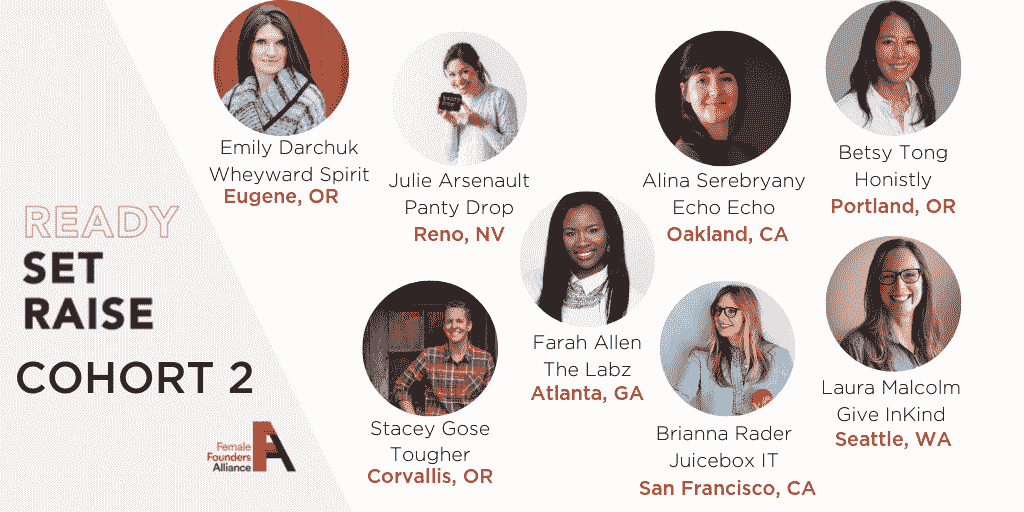 READY
SET
RAISE
COHORT 2
Female
Founders
Alliance
FA
Emily Darchuk
Wheyward Spirit
Eugene, OR
Julie Arsenault
Panty Drop
Reno, NV
Alina Serebryany
Echo Echo
Oakland, CA
Betsy Tong
Honistly
Portland, OR
Stacey Gose
Tougher
Corvallis, OR
Farah Allen
The Labz
Atlanta, GA
Brianna Rader
Juicebox IT
San Francisco, CA
Laura Malcolm
Give InKind
Seattle, WA